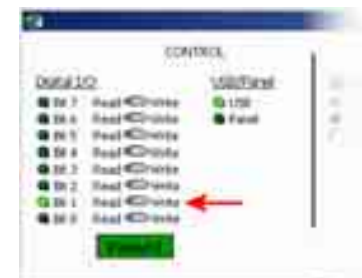 CONTROL
Digital I/O USB/Panel
Bit 7 Read Write USB
Bit 6 Read Write Panel
Bit 5 Read Write
Bit 4 Read Write
Bit 3 Read Write
Bit 2 Read Write
Bit 1 Read Write
Bit 0 Read Write